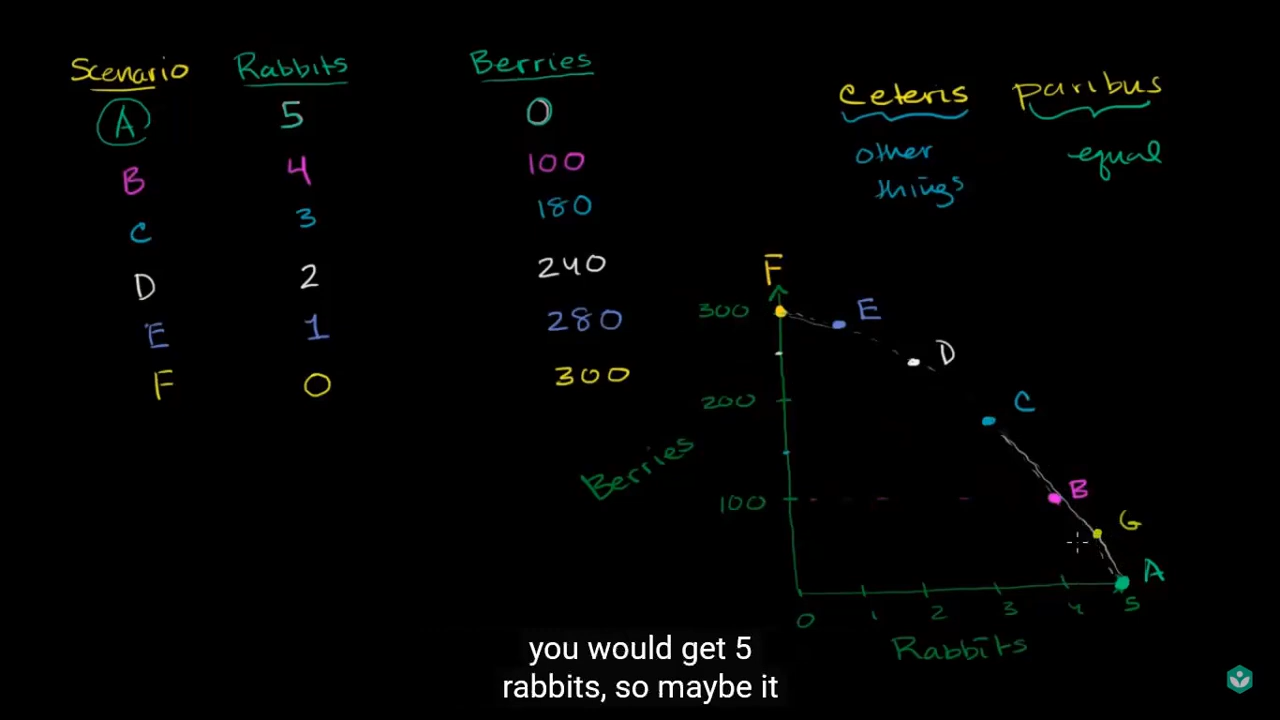 Scenario Rabbits Berries
A 5 0
B 4 100
C 3 180
D 2 240
E 1 280
F 0 300
Ceteris paribus
other equal
things
F
300 E
D
200 C
Berries
100 B
G
A
0 1 2 3 4 5
Rabbits
you would get 5
rabbits, so maybe it